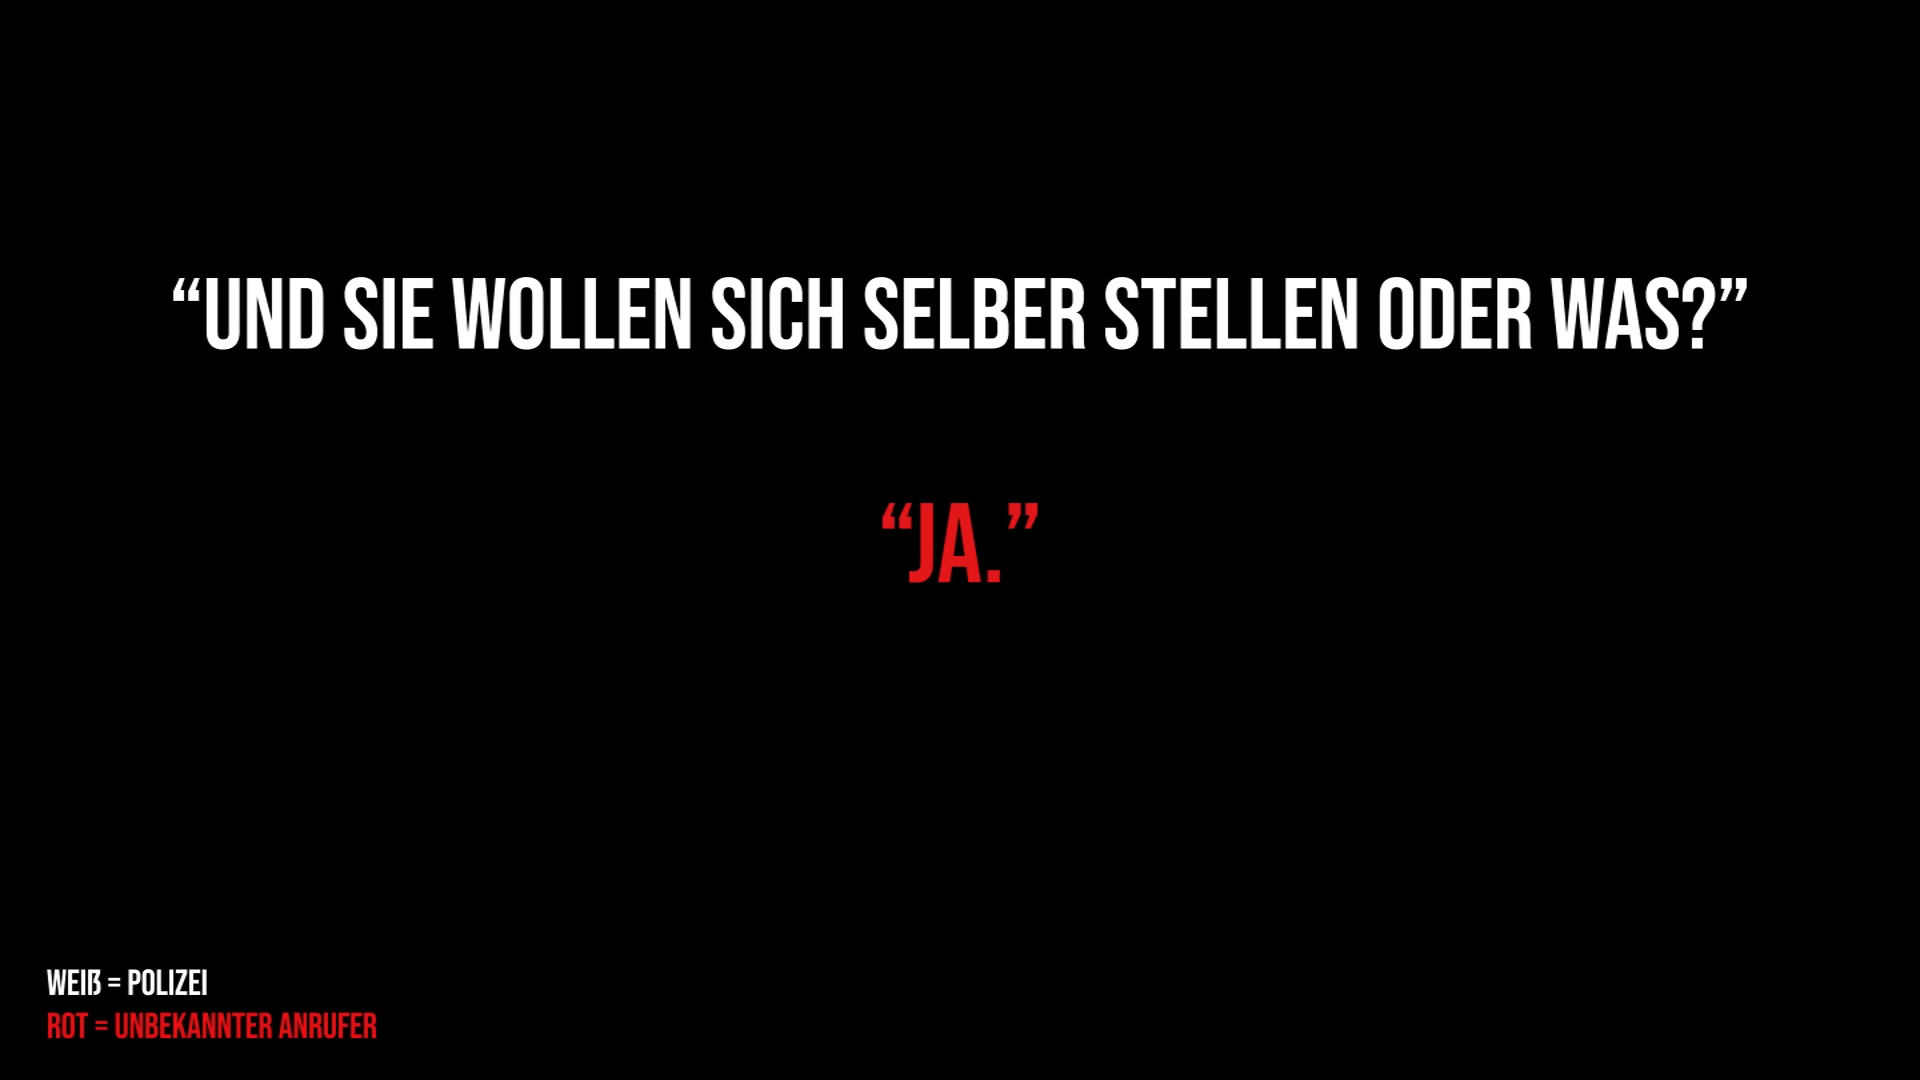 “UND SIE WOLLEN SICH SELBER STELLEN ODER WAS?”
“JA.”
WEIß = POLIZEI
ROT = UNBEKANNTER ANRUFER